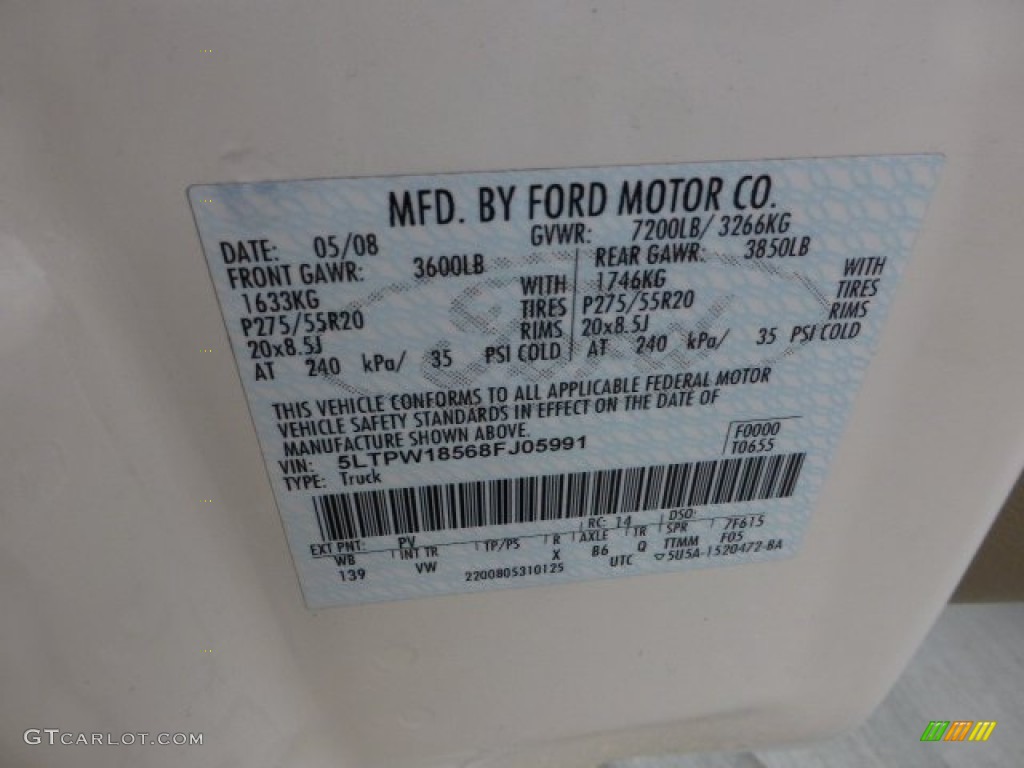 MFD. BY FORD MOTOR CO.
DATE: 05/08 GVWR: 7200LB/ 3266KG
FRONT GAWR: 3600LB REAR GAWR: 3850LB
1633KG WITH 1746KG WITH
P275/55R20 TIRES P275/55R20 TIRES
20x8.5J RIMS 20x8.5J RIMS
AT 240 kPa/ 35 PSI COLD AT 240 kPa/ 35 PSI COLD
THIS VEHICLE CONFORMS TO ALL APPLICABLE FEDERAL MOTOR
VEHICLE SAFETY STANDARDS IN EFFECT ON THE DATE OF
MANUFACTURE SHOWN ABOVE.
VIN: 5LTPW18568FJ05991 F0000
TYPE: Truck T0655
EXT PNT: PV RC: 14 DSO: 7F615
WB INT TR TP/PS R AXLE TR SPR F05
139 VW X B6 Q TTMM
2200805310125 UTC ▽5U5A-1520472-BA
GTCARLOT.COM